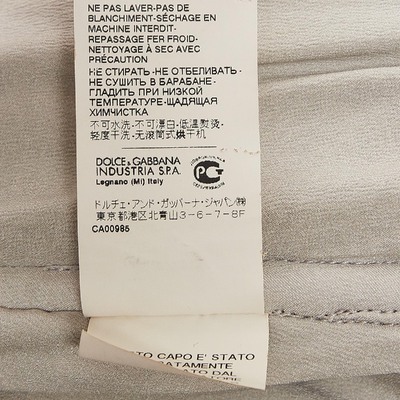 NE PAS LAVER-PAS DE
BLANCHIMENT-SÉCHAGE EN
MACHINE INTERDIT-
REPASSAGE FER FROID-
NETTOYAGE À SEC AVEC
PRÉCAUTION
НЕ СТИРАТЬ-НЕ ОТБЕЛИВАТЬ-
НЕ СУШИТЬ В БАРАБАНЕ-
ГЛАДИТЬ ПРИ НИЗКОЙ
ТЕМПЕРАТУРЕ-ЩАДЯЩАЯ
ХИМЧИСТКА
不可水洗-不可漂白-低温熨烫-
轻度干洗-无滚筒式烘干机
DOLCE & GABBANA
INDUSTRIA S.P.A.
Legnano (MI) Italy
ドルチェ・アンド・ガッバーナ・ジャパン㈱
東京都港区北青山3-6-7-8F
CA00985
CAPO E' STATO
DAL